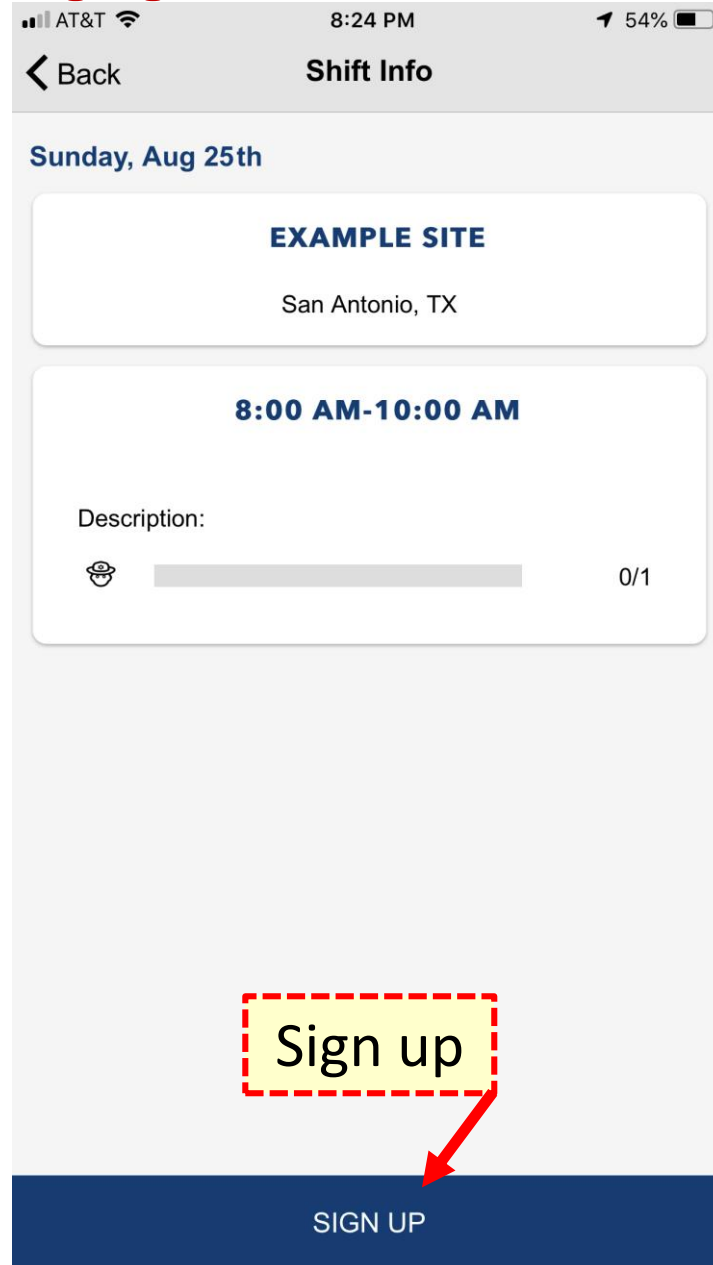 AT&T 8:24 PM 54%
Back Shift Info
Sunday, Aug 25th
EXAMPLE SITE
San Antonio, TX
8:00 AM-10:00 AM
Description:
0/1
Sign up
SIGN UP